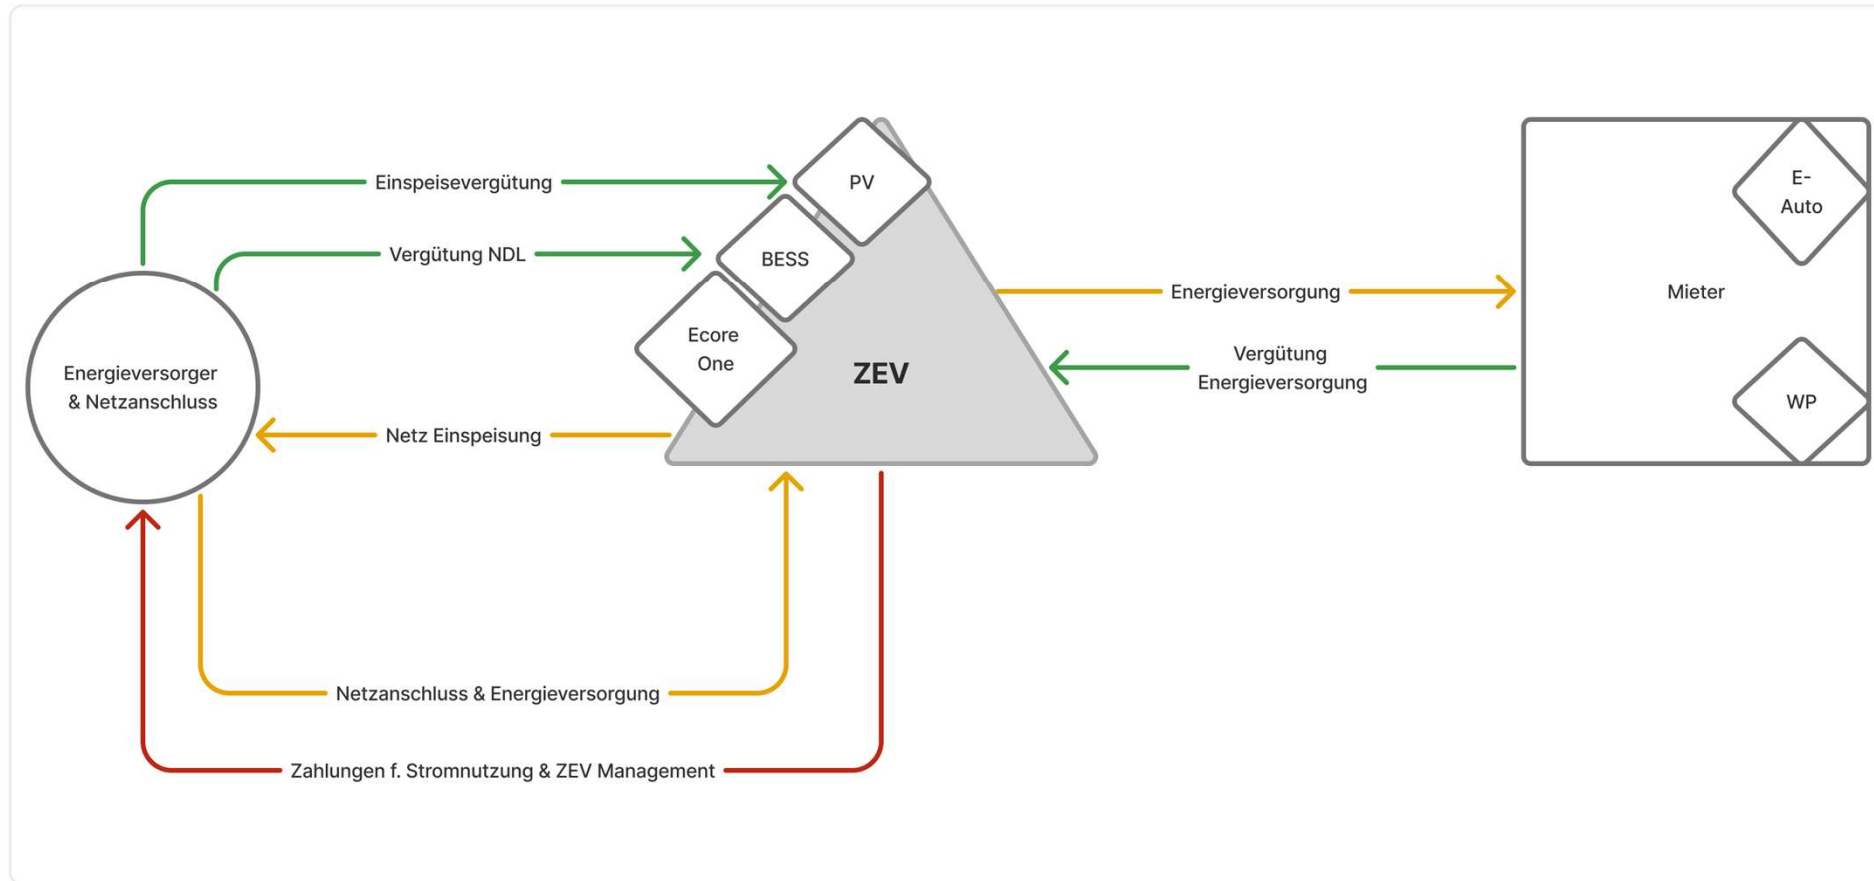 PV
Einspeisevergütung
Vergütung NDL
BESS
Ecore
One
Energieversorger
& Netzanschluss
ZEV
Netz Einspeisung
Energieversorgung
Vergütung
Energieversorgung
E-
Auto
Mieter
WP
Netzanschluss & Energieversorgung
Zahlungen f. Stromnutzung & ZEV Management